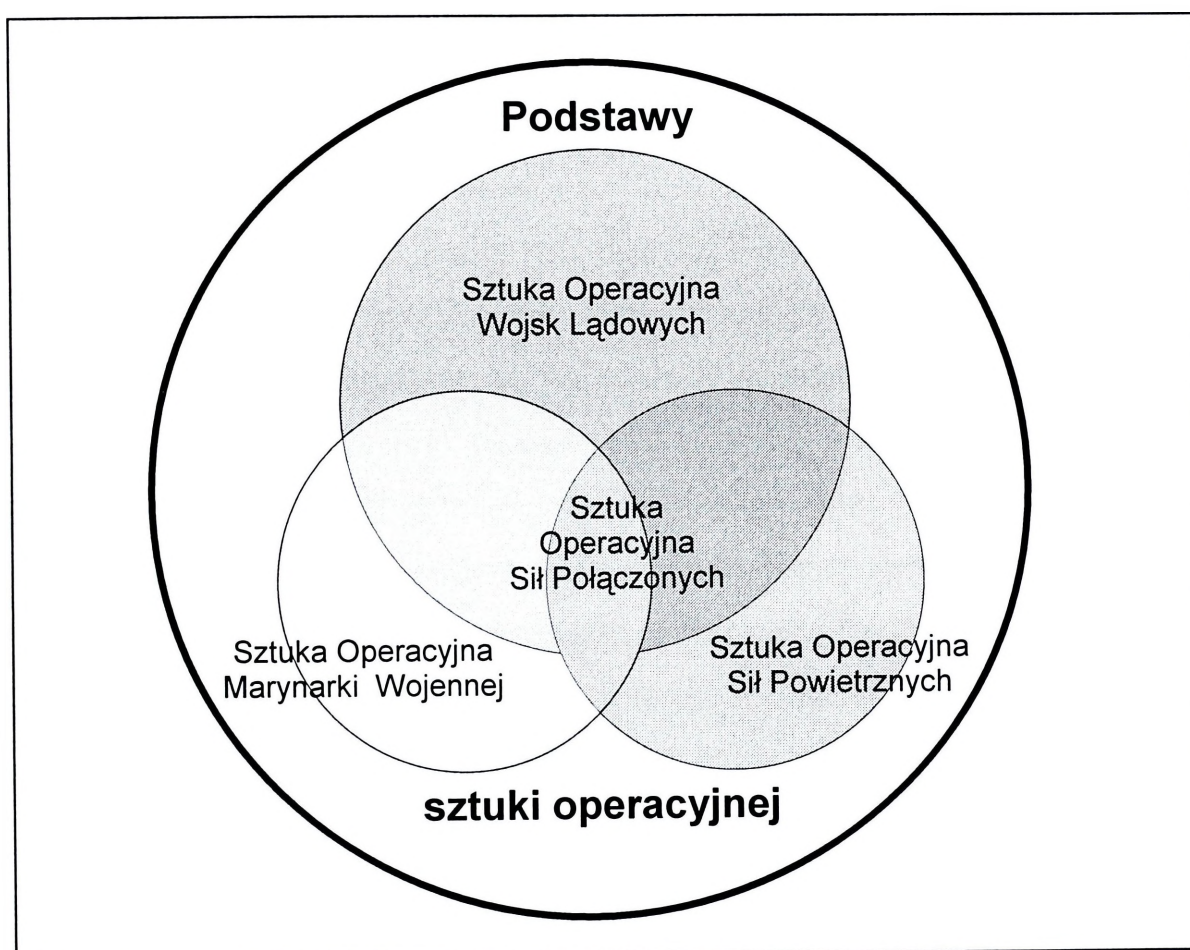 Podstawy
Sztuka Operacyjna
Wojsk Lądowych
Sztuka
Operacyjna
Sił Połączonych
Sztuka Operacyjna
Marynarki Wojennej
Sztuka Operacyjna
Sił Powietrznych
sztuki operacyjnej